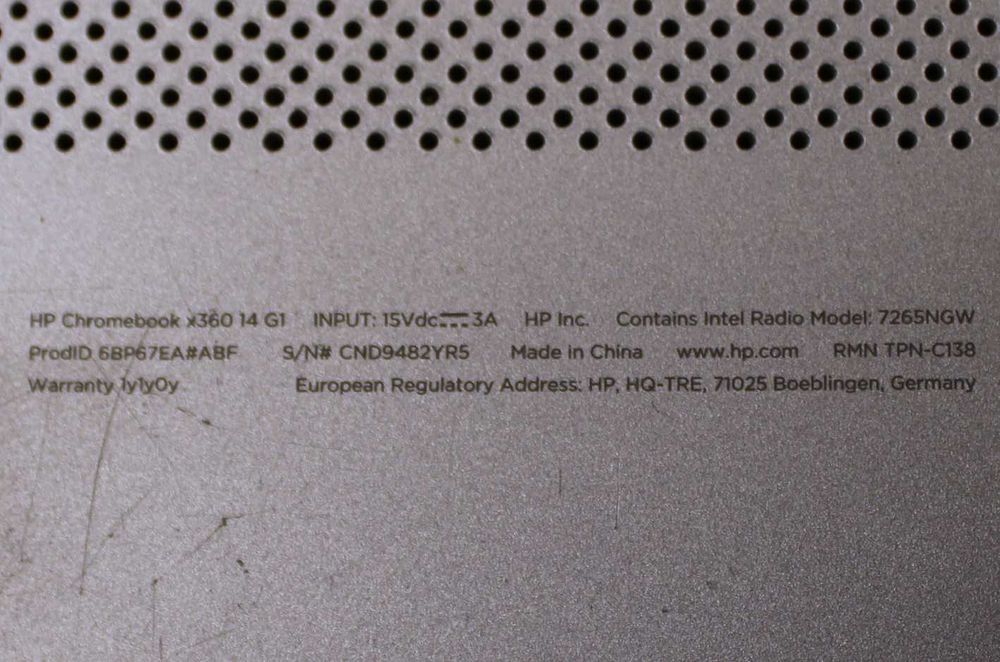 HP Chromebook x360 14 G1 INPUT: 15Vdc⎓3A HP Inc. Contains Intel Radio Model: 7265NGW
ProdID 6BP67EA#ABF S/N# CND9482YR5 Made in China www.hp.com RMN TPN-C138
Warranty 1y1y0y European Regulatory Address: HP, HQ-TRE, 71025 Boeblingen, Germany